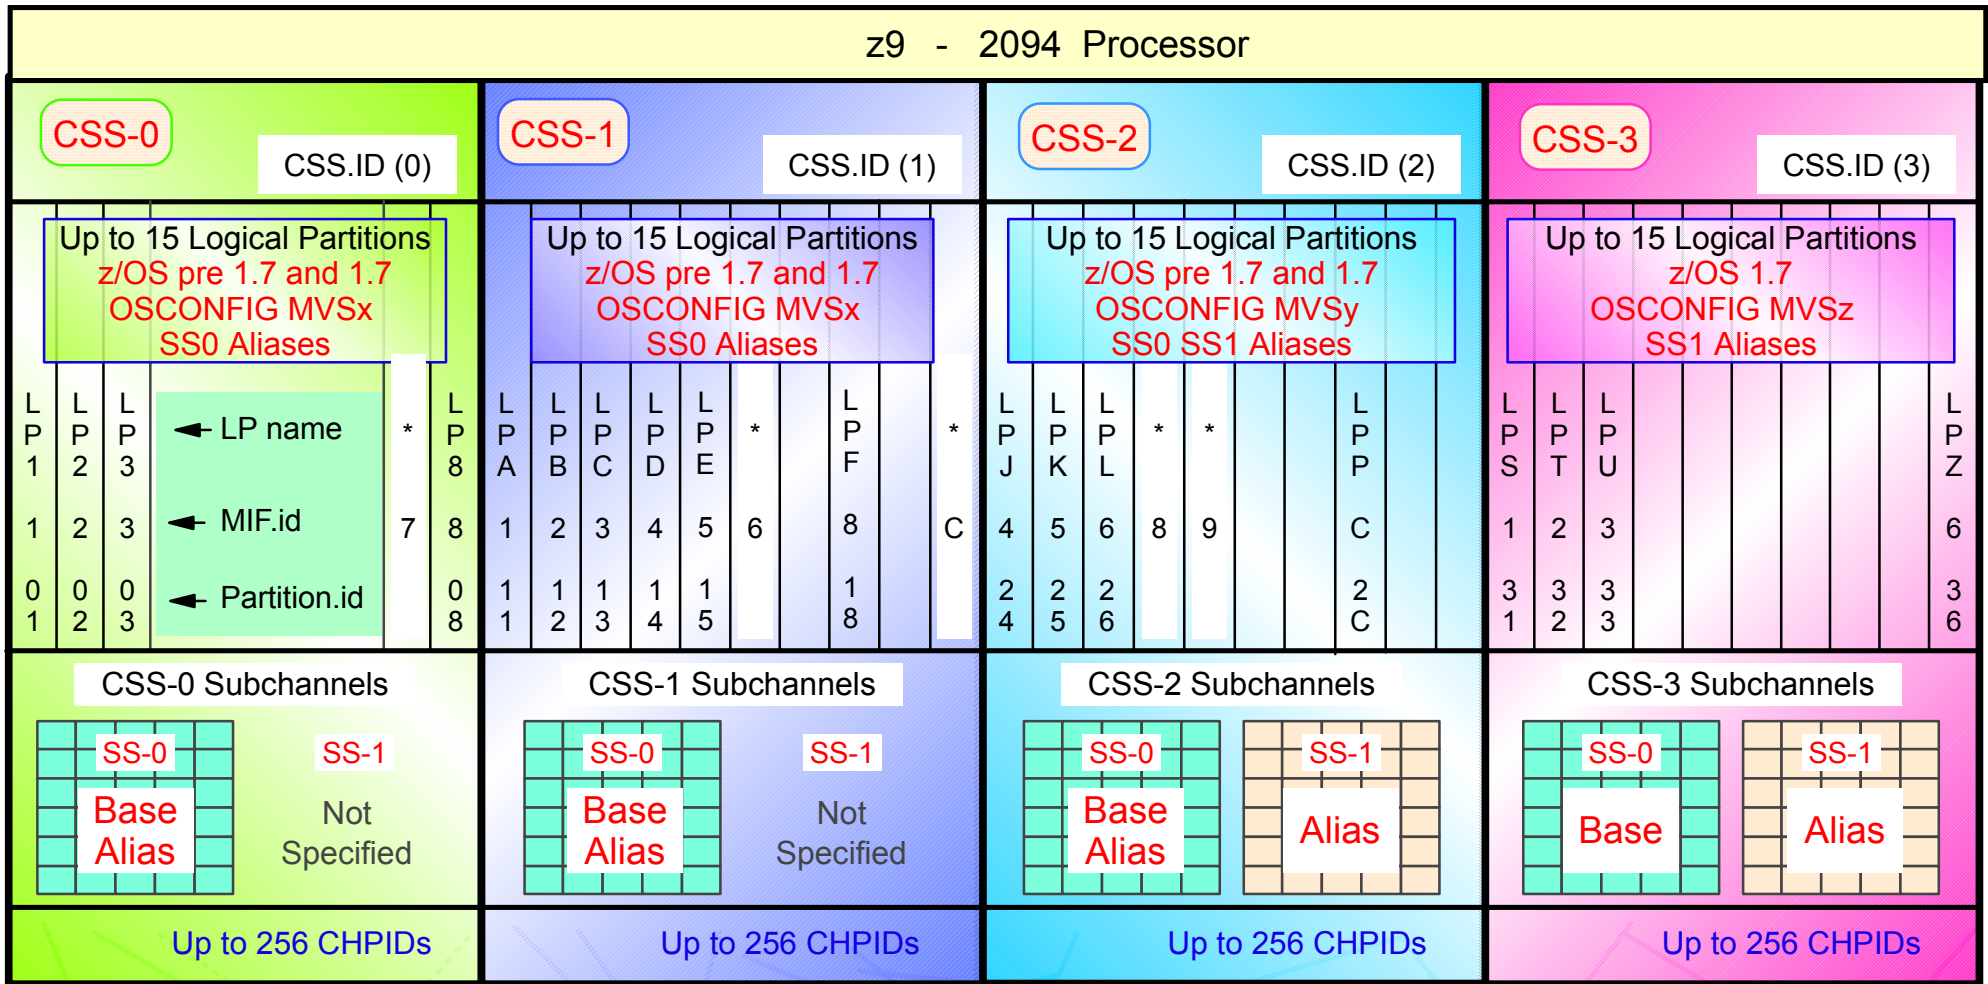 z9 - 2094 Processor
CSS-0
CSS.ID (0)
CSS-1
CSS.ID (1)
CSS-2
CSS.ID (2)
CSS-3
CSS.ID (3)
Up to 15 Logical Partitions
z/OS pre 1.7 and 1.7
OSCONFIG MVSx
SS0 Aliases
Up to 15 Logical Partitions
z/OS pre 1.7 and 1.7
OSCONFIG MVSx
SS0 Aliases
Up to 15 Logical Partitions
z/OS pre 1.7 and 1.7
OSCONFIG MVSy
SS0 SS1 Aliases
Up to 15 Logical Partitions
z/OS 1.7
OSCONFIG MVSz
SS1 Aliases
LP1 LP2 LP3 LP name * LP8
1 2 3 MIF.id 7 8
01 02 03 Partition.id 08
LPA LPB LPC LPD LPE * LPF *
1 2 3 4 5 6 8 C
11 12 13 14 15 18
LPJ LPK LPL * * LPP
4 5 6 8 9 C
24 25 26 2C
LPS LPT LPU LPZ
1 2 3 6
31 32 33 36
CSS-0 Subchannels
SS-0
Base
Alias
SS-1
Not
Specified
CSS-1 Subchannels
SS-0
Base
Alias
SS-1
Not
Specified
CSS-2 Subchannels
SS-0
Base
Alias
SS-1
Alias
CSS-3 Subchannels
SS-0
Base
SS-1
Alias
Up to 256 CHPIDs
Up to 256 CHPIDs
Up to 256 CHPIDs
Up to 256 CHPIDs